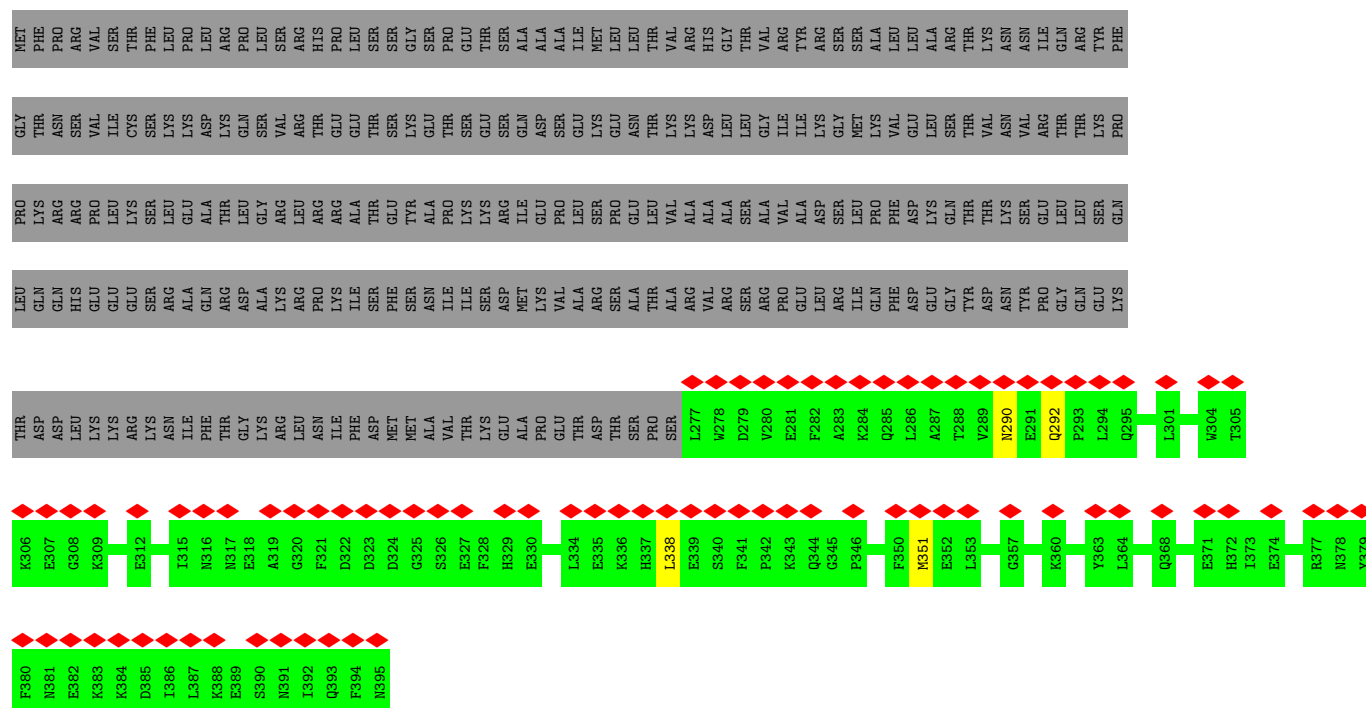 MET PHE PRO ARG VAL SER THR PHE LEU PRO LEU ARG PRO LEU SER ARG HIS PRO LEU SER SER GLY SER PRO GLU THR SER ALA ALA ALA ILE MET LEU LEU THR VAL ARG HIS GLY THR VAL ARG TYR ARG SER SER ALA LEU LEU ALA ARG THR LYS ASN ASN ILE GLN ARG TYR PHE
GLY THR ASN SER VAL ILE CYS SER LYS LYS ASP LYS GLN SER VAL ARG THR GLU GLU THR SER LYS GLU THR SER GLU SER GLN ASP SER GLU LYS GLU ASN THR LYS LYS ASP LEU LEU GLY ILE ILE LYS GLY MET LYS VAL GLU LEU SER THR VAL ASN VAL ARG THR THR LYS PRO
PRO LYS ARG ARG PRO LEU LYS SER LEU GLU ALA THR LEU GLY ARG LEU ARG ARG ALA THR GLU TYR ALA PRO LYS LYS ARG ILE GLU PRO LEU SER PRO GLU LEU VAL ALA ALA ALA SER ALA VAL ALA ASP SER LEU PRO PHE ASP LYS GLN THR THR LYS SER GLU LEU LEU SER GLN
LEU GLN GLN HIS GLU GLU GLU SER ARG ALA GLN ARG ASP ALA LYS ARG PRO LYS ILE SER PHE SER ASN ILE ILE SER ASP MET LYS VAL ALA ARG SER ALA THR ALA ARG VAL ARG SER ARG PRO GLU LEU ARG ILE GLN PHE ASP GLU GLY TYR ASP ASN TYR PRO GLY GLN GLU LYS
THR ASP ASP LEU LYS LYS ARG LYS ASN ILE PHE THR GLY LYS ARG LEU ASN ILE PHE ASP MET MET ALA VAL THR LYS GLU ALA PRO GLU THR ASP THR SER PRO SER L277 W278 D279 V280 E281 F282 A283 K284 Q285 L286 A287 T288 V289 N290 E291 Q292 P293 L294 Q295 L301 W304 T305
K306 E307 G308 K309 E312 I315 N316 N317 E318 A319 G320 F321 D322 D323 D324 G325 S326 E327 F328 H329 E330 L334 E335 K336 H337 L338 E339 S340 F341 P342 K343 Q344 G345 P346 F350 M351 E352 L353 G357 K360 Y363 L364 Q368 E371 H372 I373 E374 R377 N378 Y379
F380 N381 E382 K383 K384 D385 I386 L387 K388 E389 S390 N391 I392 Q393 F394 N395